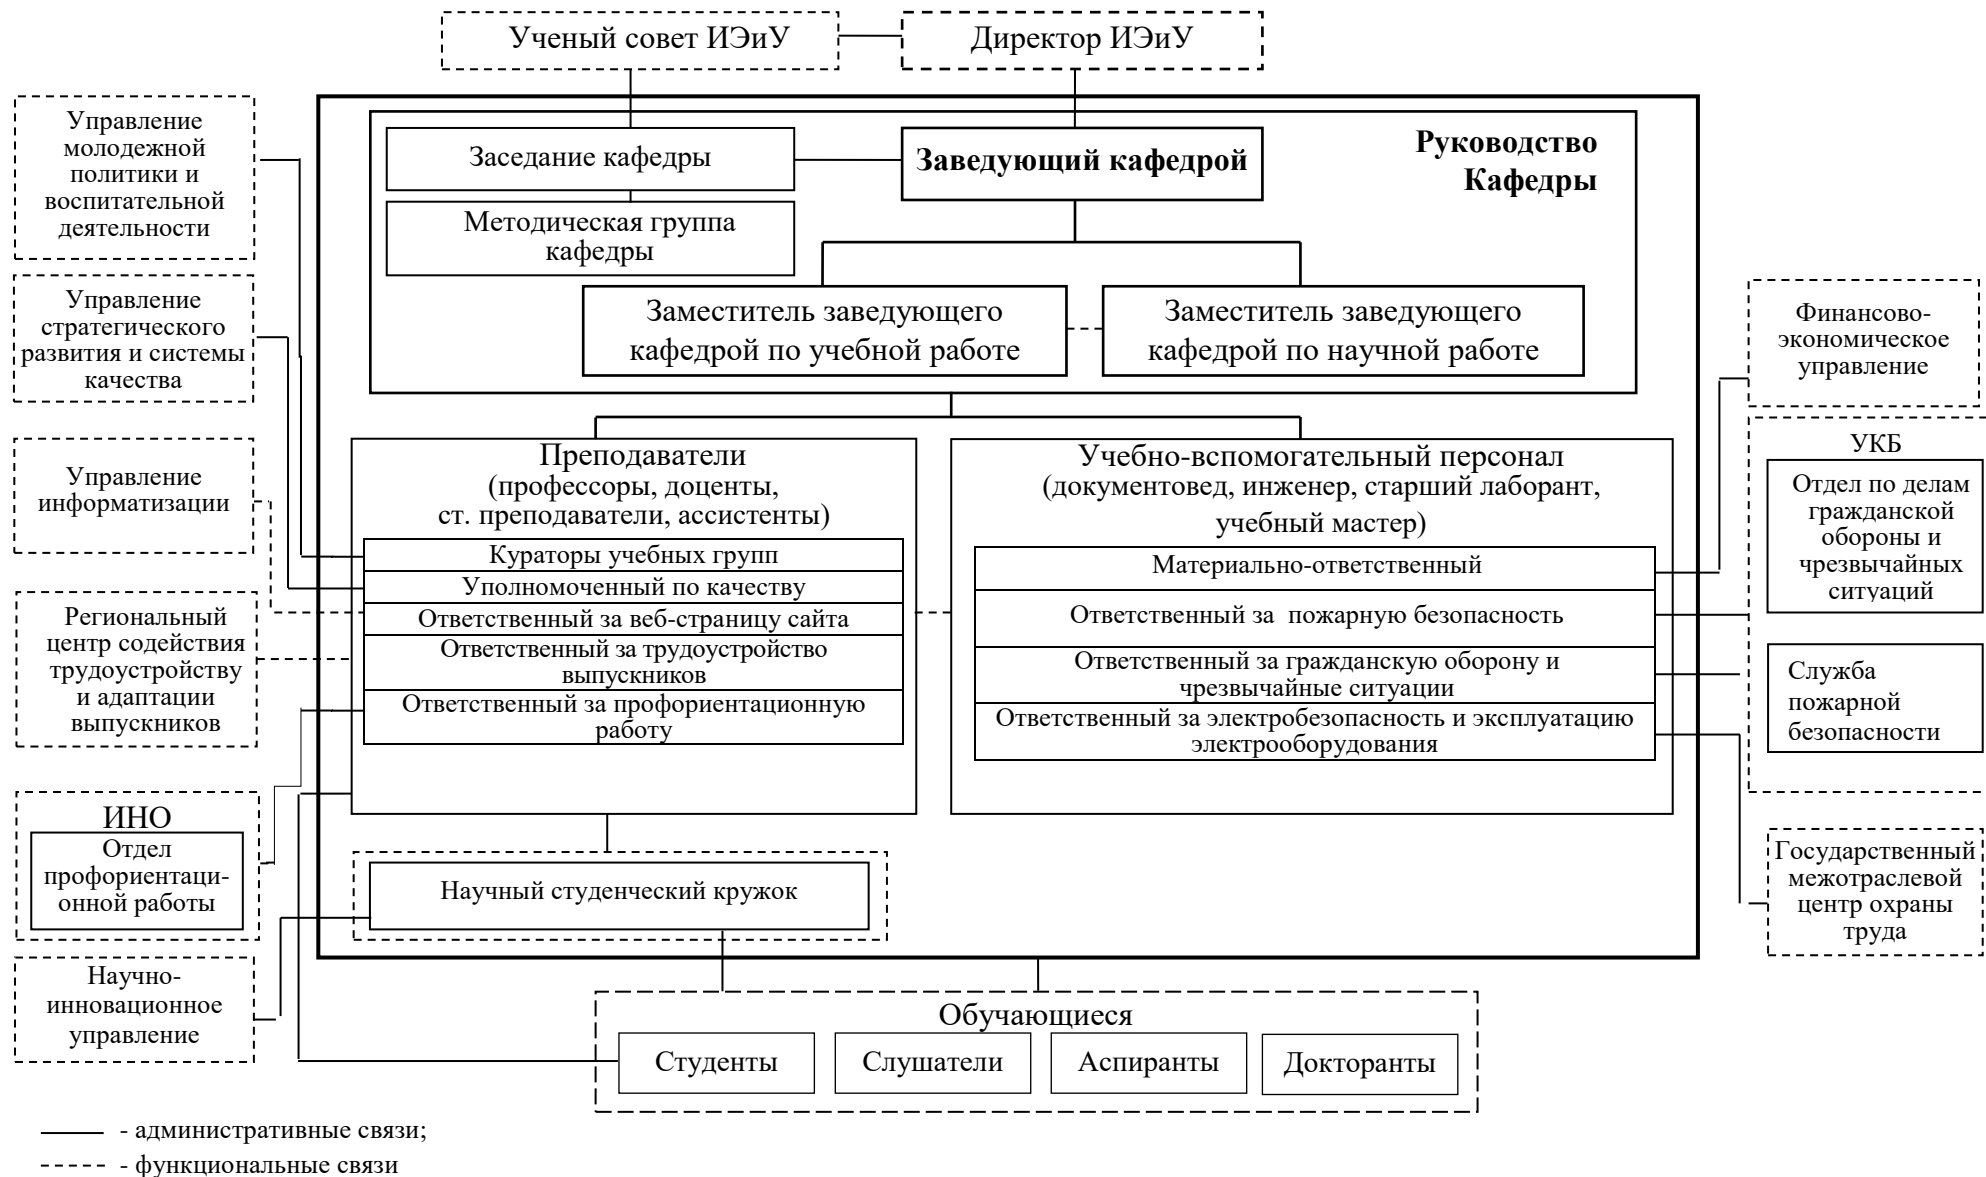 Ученый совет ИЭиУ
Директор ИЭиУ
Управление
молодежной
политики и
воспитательной
деятельности
Управление
стратегического
развития и системы
качества
Управление
информатизации
Региональный
центр содействия
трудоустройству
и адаптации
выпускников
ИНО
Отдел
профориентаци-
онной работы
Научно-
инновационное
управление
Руководство
Кафедры
Заседание кафедры
Заведующий кафедрой
Методическая группа
кафедры
Заместитель заведующего
кафедрой по учебной работе
Заместитель заведующего
кафедрой по научной работе
Преподаватели
(профессоры, доценты,
ст. преподаватели, ассистенты)
Кураторы учебных групп
Уполномоченный по качеству
Ответственный за веб-страницу сайта
Ответственный за трудоустройство
выпускников
Ответственный за профориентационную
работу
Учебно-вспомогательный персонал
(документовед, инженер, старший лаборант,
учебный мастер)
Материально-ответственный
Ответственный за  пожарную безопасность
Ответственный за гражданскую оборону и
чрезвычайные ситуации
Ответственный за электробезопасность и эксплуатацию
электрооборудования
Научный студенческий кружок
Финансово-
экономическое
управление
УКБ
Отдел по делам
гражданской
обороны и
чрезвычайных
ситуаций
Служба
пожарной
безопасности
Государственный
межотраслевой
центр охраны
труда
Обучающиеся
Студенты
Слушатели
Аспиранты
Докторанты
- административные связи;
- функциональные связи